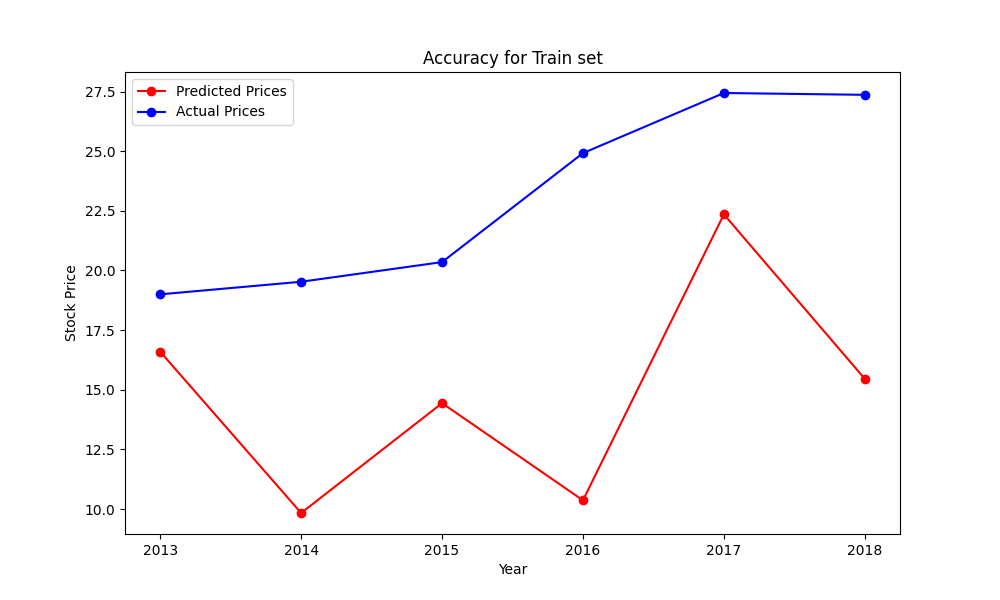 Accuracy for Train set
Predicted Prices
Actual Prices
27.5
25.0
22.5
20.0
17.5
15.0
12.5
10.0
Stock Price
2013 2014 2015 2016 2017 2018
Year